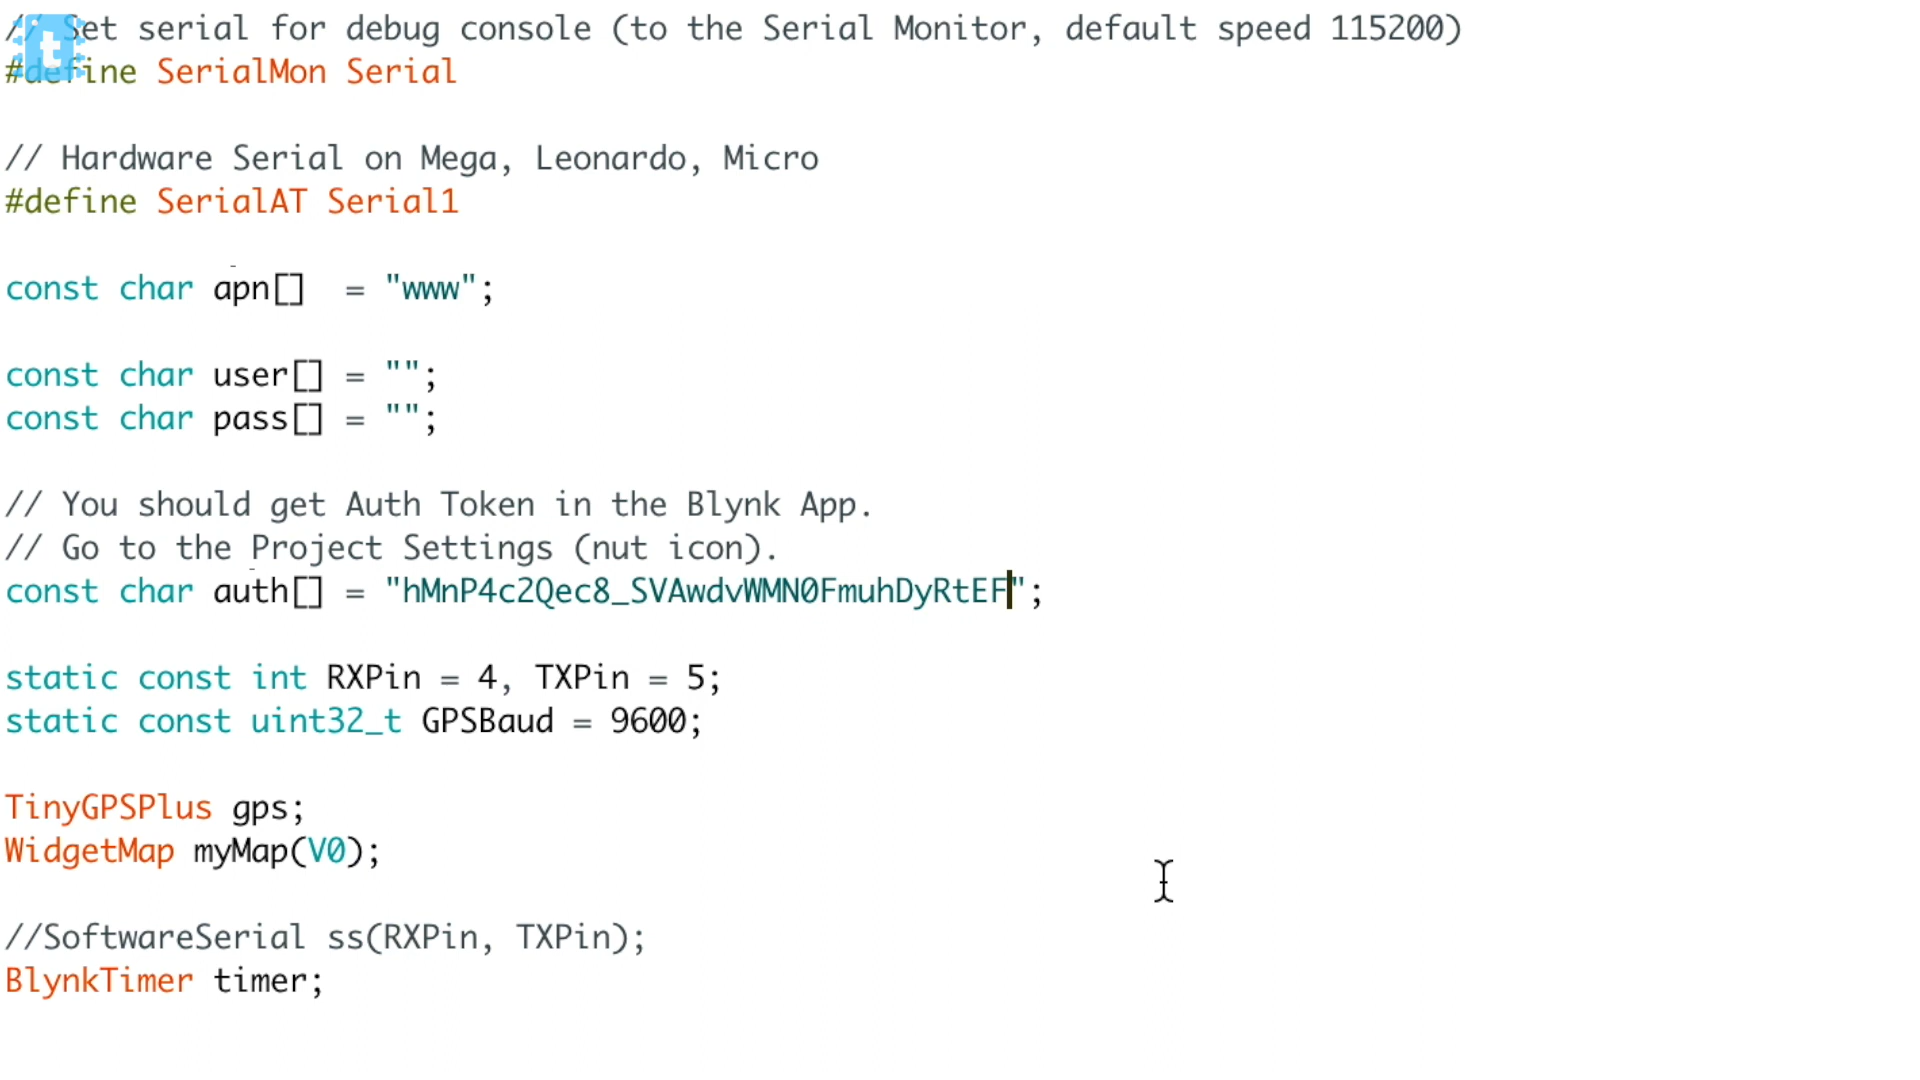 // Set serial for debug console (to the Serial Monitor, default speed 115200)
t
#define SerialMon Serial
// Hardware Serial on Mega, Leonardo, Micro
#define SerialAT Serial1
const char apn[]  = "www";
const char user[] = "";
const char pass[] = "";
// You should get Auth Token in the Blynk App.
// Go to the Project Settings (nut icon).
const char auth[] = "hMnP4c2Qec8_SVAwdvWMN0FmuhDyRtEF";
static const int RXPin = 4, TXPin = 5;
static const uint32_t GPSBaud = 9600;
TinyGPSPlus gps;
WidgetMap myMap(V0);
//SoftwareSerial ss(RXPin, TXPin);
BlynkTimer timer;